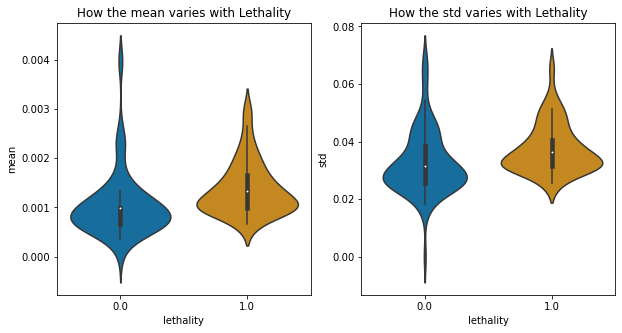 How the mean varies with Lethality
mean
0.004
0.003
0.002
0.001
0.000
0.0
1.0
lethality
How the std varies with Lethality
std
0.08
0.06
0.04
0.02
0.00
0.0
1.0
lethality